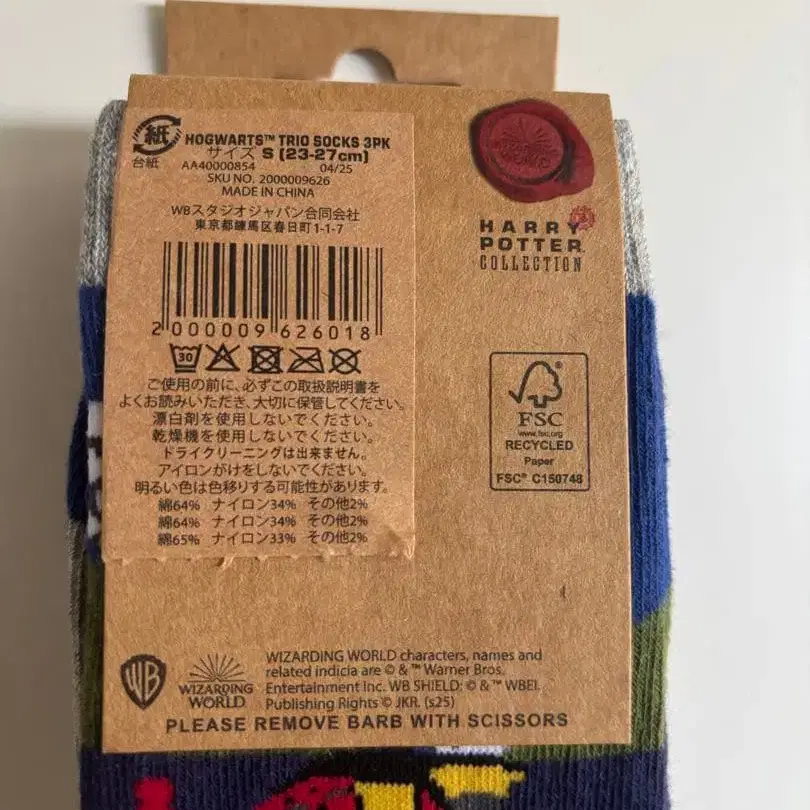 紙
台紙
HOGWARTS™ TRIO SOCKS 3PK
サイズ S (23-27cm)
AA40000854 04/25
SKU NO. 2000009626
MADE IN CHINA
WBスタジオジャパン合同会社
東京都練馬区春日町1-1-7
2 000009 626018
30
ご使用の前に、必ずこの取扱説明書を
よくお読みいただき、大切に保管してください。
漂白剤を使用しないでください。
乾燥機を使用しないでください。
ドライクリーニングは出来ません。
アイロンがけをしないでください。
明るい色は色移りする可能性があります。
綿64% ナイロン34% その他2%
綿64% ナイロン34% その他2%
綿65% ナイロン33% その他2%
WIZARDING
WORLD
HARRY
POTTER
COLLECTION
FSC
www.fsc.org
RECYCLED
Paper
FSC® C150748
WB
WIZARDING
WORLD
WIZARDING WORLD characters, names and
related indicia are © & ™ Warner Bros.
Entertainment Inc. WB SHIELD: © & ™ WBEI.
Publishing Rights © JKR. (s25)
PLEASE REMOVE BARB WITH SCISSORS